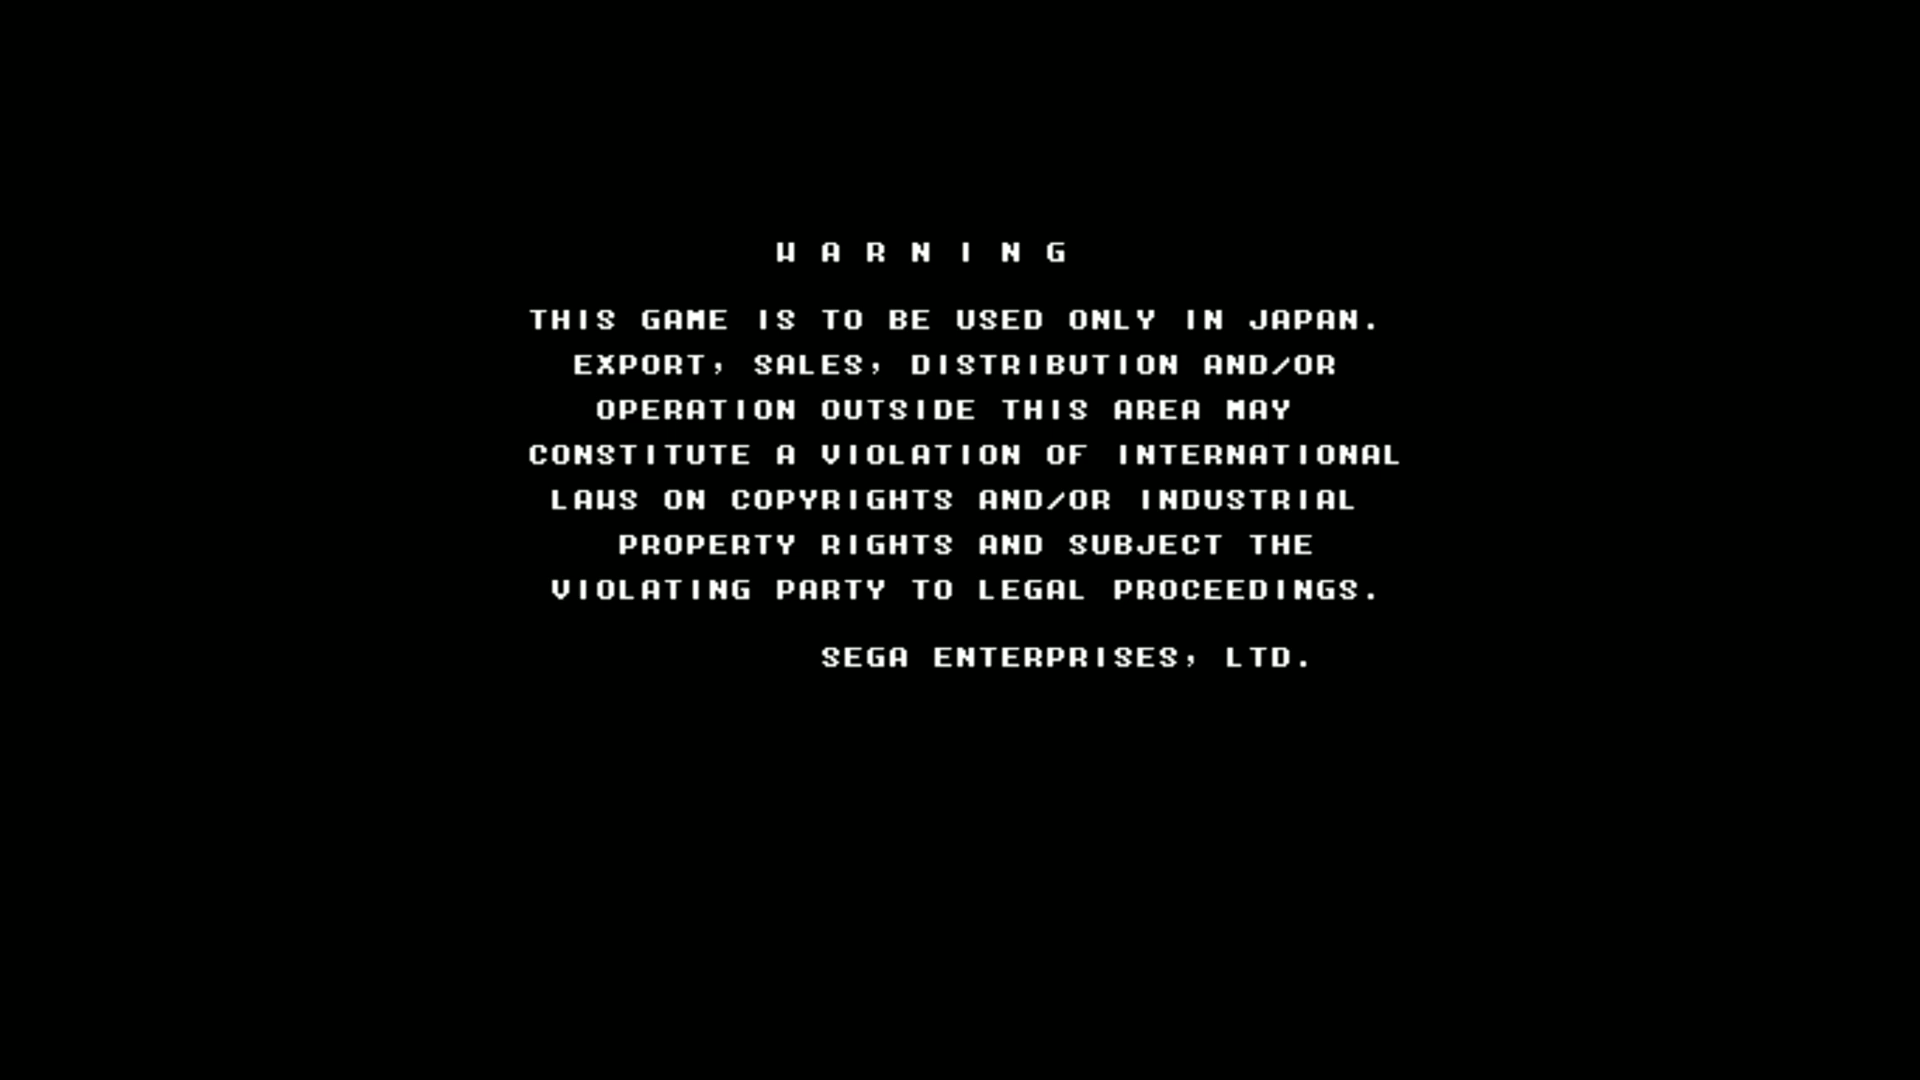 W A R N I N G
THIS GAME IS TO BE USED ONLY IN JAPAN.
EXPORT, SALES, DISTRIBUTION AND/OR
OPERATION OUTSIDE THIS AREA MAY
CONSTITUTE A VIOLATION OF INTERNATIONAL
LAWS ON COPYRIGHTS AND/OR INDUSTRIAL
PROPERTY RIGHTS AND SUBJECT THE
VIOLATING PARTY TO LEGAL PROCEEDINGS.
SEGA ENTERPRISES, LTD.